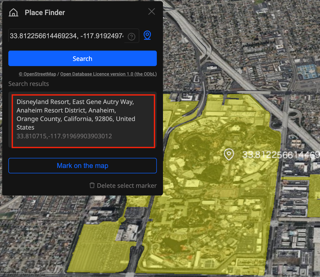 Place Finder
33.812256614469234, -117.9192497-
Search
© OpenStreetMap / Open Database Licence version 1.0 (the ODbL)
Search results
Disneyland Resort, East Gene Autry Way,
Anaheim Resort District, Anaheim,
Orange County, California, 92806, United
States
33.810715,-117.91969903903012
Mark on the map
Delete select marker
33.812256614469234,